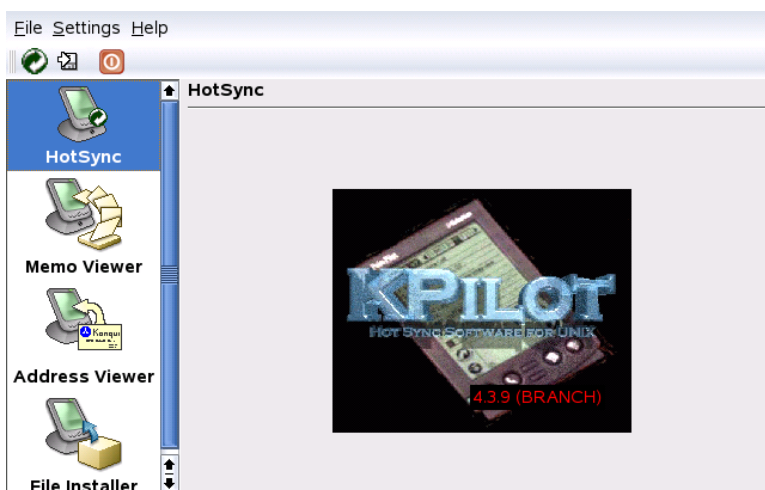 File Settings Help
HotSync
HotSync
Memo Viewer
Address Viewer
File Installer
KPILOT
HOT SYNC SOFTWARE FOR UNIX
4.3.9 (BRANCH)